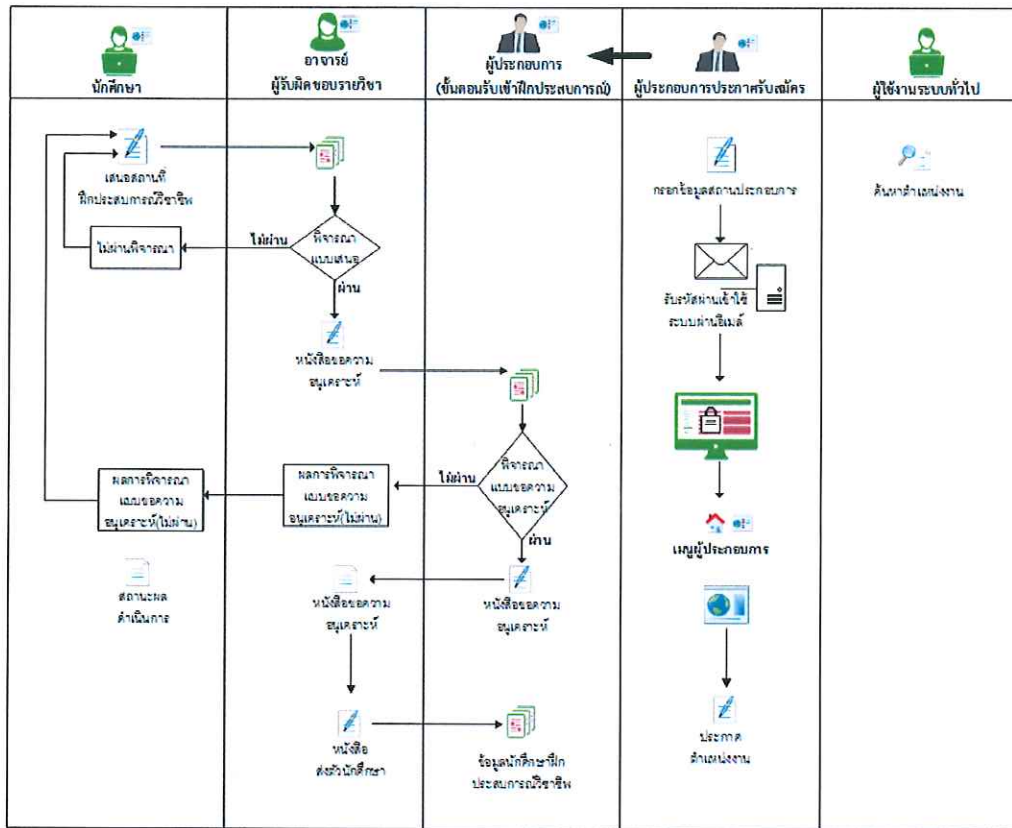 นักศึกษา
อาจารย์
ผู้รับผิดชอบรายวิชา
ผู้ประกอบการ
(ขั้นตอนรับเข้าฝึกประสบการณ์)
ผู้ประกอบการประกาศรับสมัคร
ผู้ใช้งานระบบทั่วไป
เสนอสถานที่
ฝึกประสบการณ์วิชาชีพ
ไม่ผ่านพิจารณา
ไม่ผ่าน
พิจารณา
แบบเสนอ
ผ่าน
หนังสือขอความ
อนุเคราะห์
กรอกข้อมูลสถานประกอบการ
รับรหัสผ่านเข้าใช้
ระบบผ่านอีเมล์
ค้นหาตำแหน่งงาน
ผลการพิจารณา
แบบขอความ
อนุเคราะห์(ไม่ผ่าน)
ผลการพิจารณา
แบบขอความ
อนุเคราะห์(ไม่ผ่าน)
ไม่ผ่าน
พิจารณา
แบบขอความ
อนุเคราะห์
ผ่าน
เมนูผู้ประกอบการ
สถานะผล
ดำเนินการ
หนังสือขอความ
อนุเคราะห์
หนังสือขอความ
อนุเคราะห์
หนังสือ
ส่งตัวนักศึกษา
ข้อมูลนักศึกษาฝึก
ประสบการณ์วิชาชีพ
ประกาศ
ตำแหน่งงาน